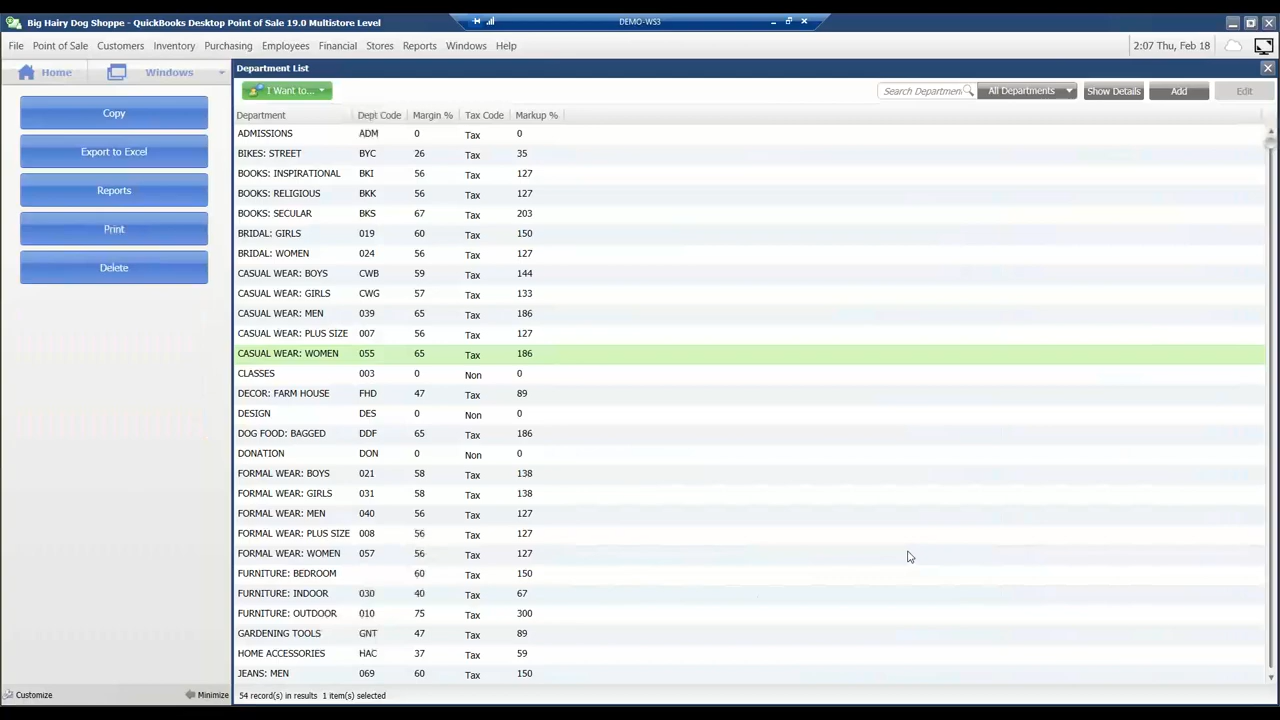 Big Hairy Dog Shoppe - QuickBooks Desktop Point of Sale 19.0 Multistore Level
DEMO-WS3
File Point of Sale Customers Inventory Purchasing Employees Financial Stores Reports Windows Help
2:07 Thu, Feb 18
Home Windows
Department List
Copy
Export to Excel
Reports
Print
Delete
I Want to...
Search Departmen
All Departments
Show Details
Add
Edit
Department Dept Code Margin % Tax Code Markup %
ADMISSIONS ADM 0 Tax 0
BIKES: STREET BYC 26 Tax 35
BOOKS: INSPIRATIONAL BKI 56 Tax 127
BOOKS: RELIGIOUS BKK 56 Tax 127
BOOKS: SECULAR BKS 67 Tax 203
BRIDAL: GIRLS 019 60 Tax 150
BRIDAL: WOMEN 024 56 Tax 127
CASUAL WEAR: BOYS CWB 59 Tax 144
CASUAL WEAR: GIRLS CWG 57 Tax 133
CASUAL WEAR: MEN 039 65 Tax 186
CASUAL WEAR: PLUS SIZE 007 56 Tax 127
CASUAL WEAR: WOMEN 055 65 Tax 186
CLASSES 003 0 Non 0
DECOR: FARM HOUSE FHD 47 Tax 89
DESIGN DES 0 Non 0
DOG FOOD: BAGGED DDF 65 Tax 186
DONATION DON 0 Non 0
FORMAL WEAR: BOYS 021 58 Tax 138
FORMAL WEAR: GIRLS 031 58 Tax 138
FORMAL WEAR: MEN 040 56 Tax 127
FORMAL WEAR: PLUS SIZE 008 56 Tax 127
FORMAL WEAR: WOMEN 057 56 Tax 127
FURNITURE: BEDROOM 60 Tax 150
FURNITURE: INDOOR 030 40 Tax 67
FURNITURE: OUTDOOR 010 75 Tax 300
GARDENING TOOLS GNT 47 Tax 89
HOME ACCESSORIES HAC 37 Tax 59
JEANS: MEN 069 60 Tax 150
Customize Minimize
54 record(s) in results 1 item(s) selected